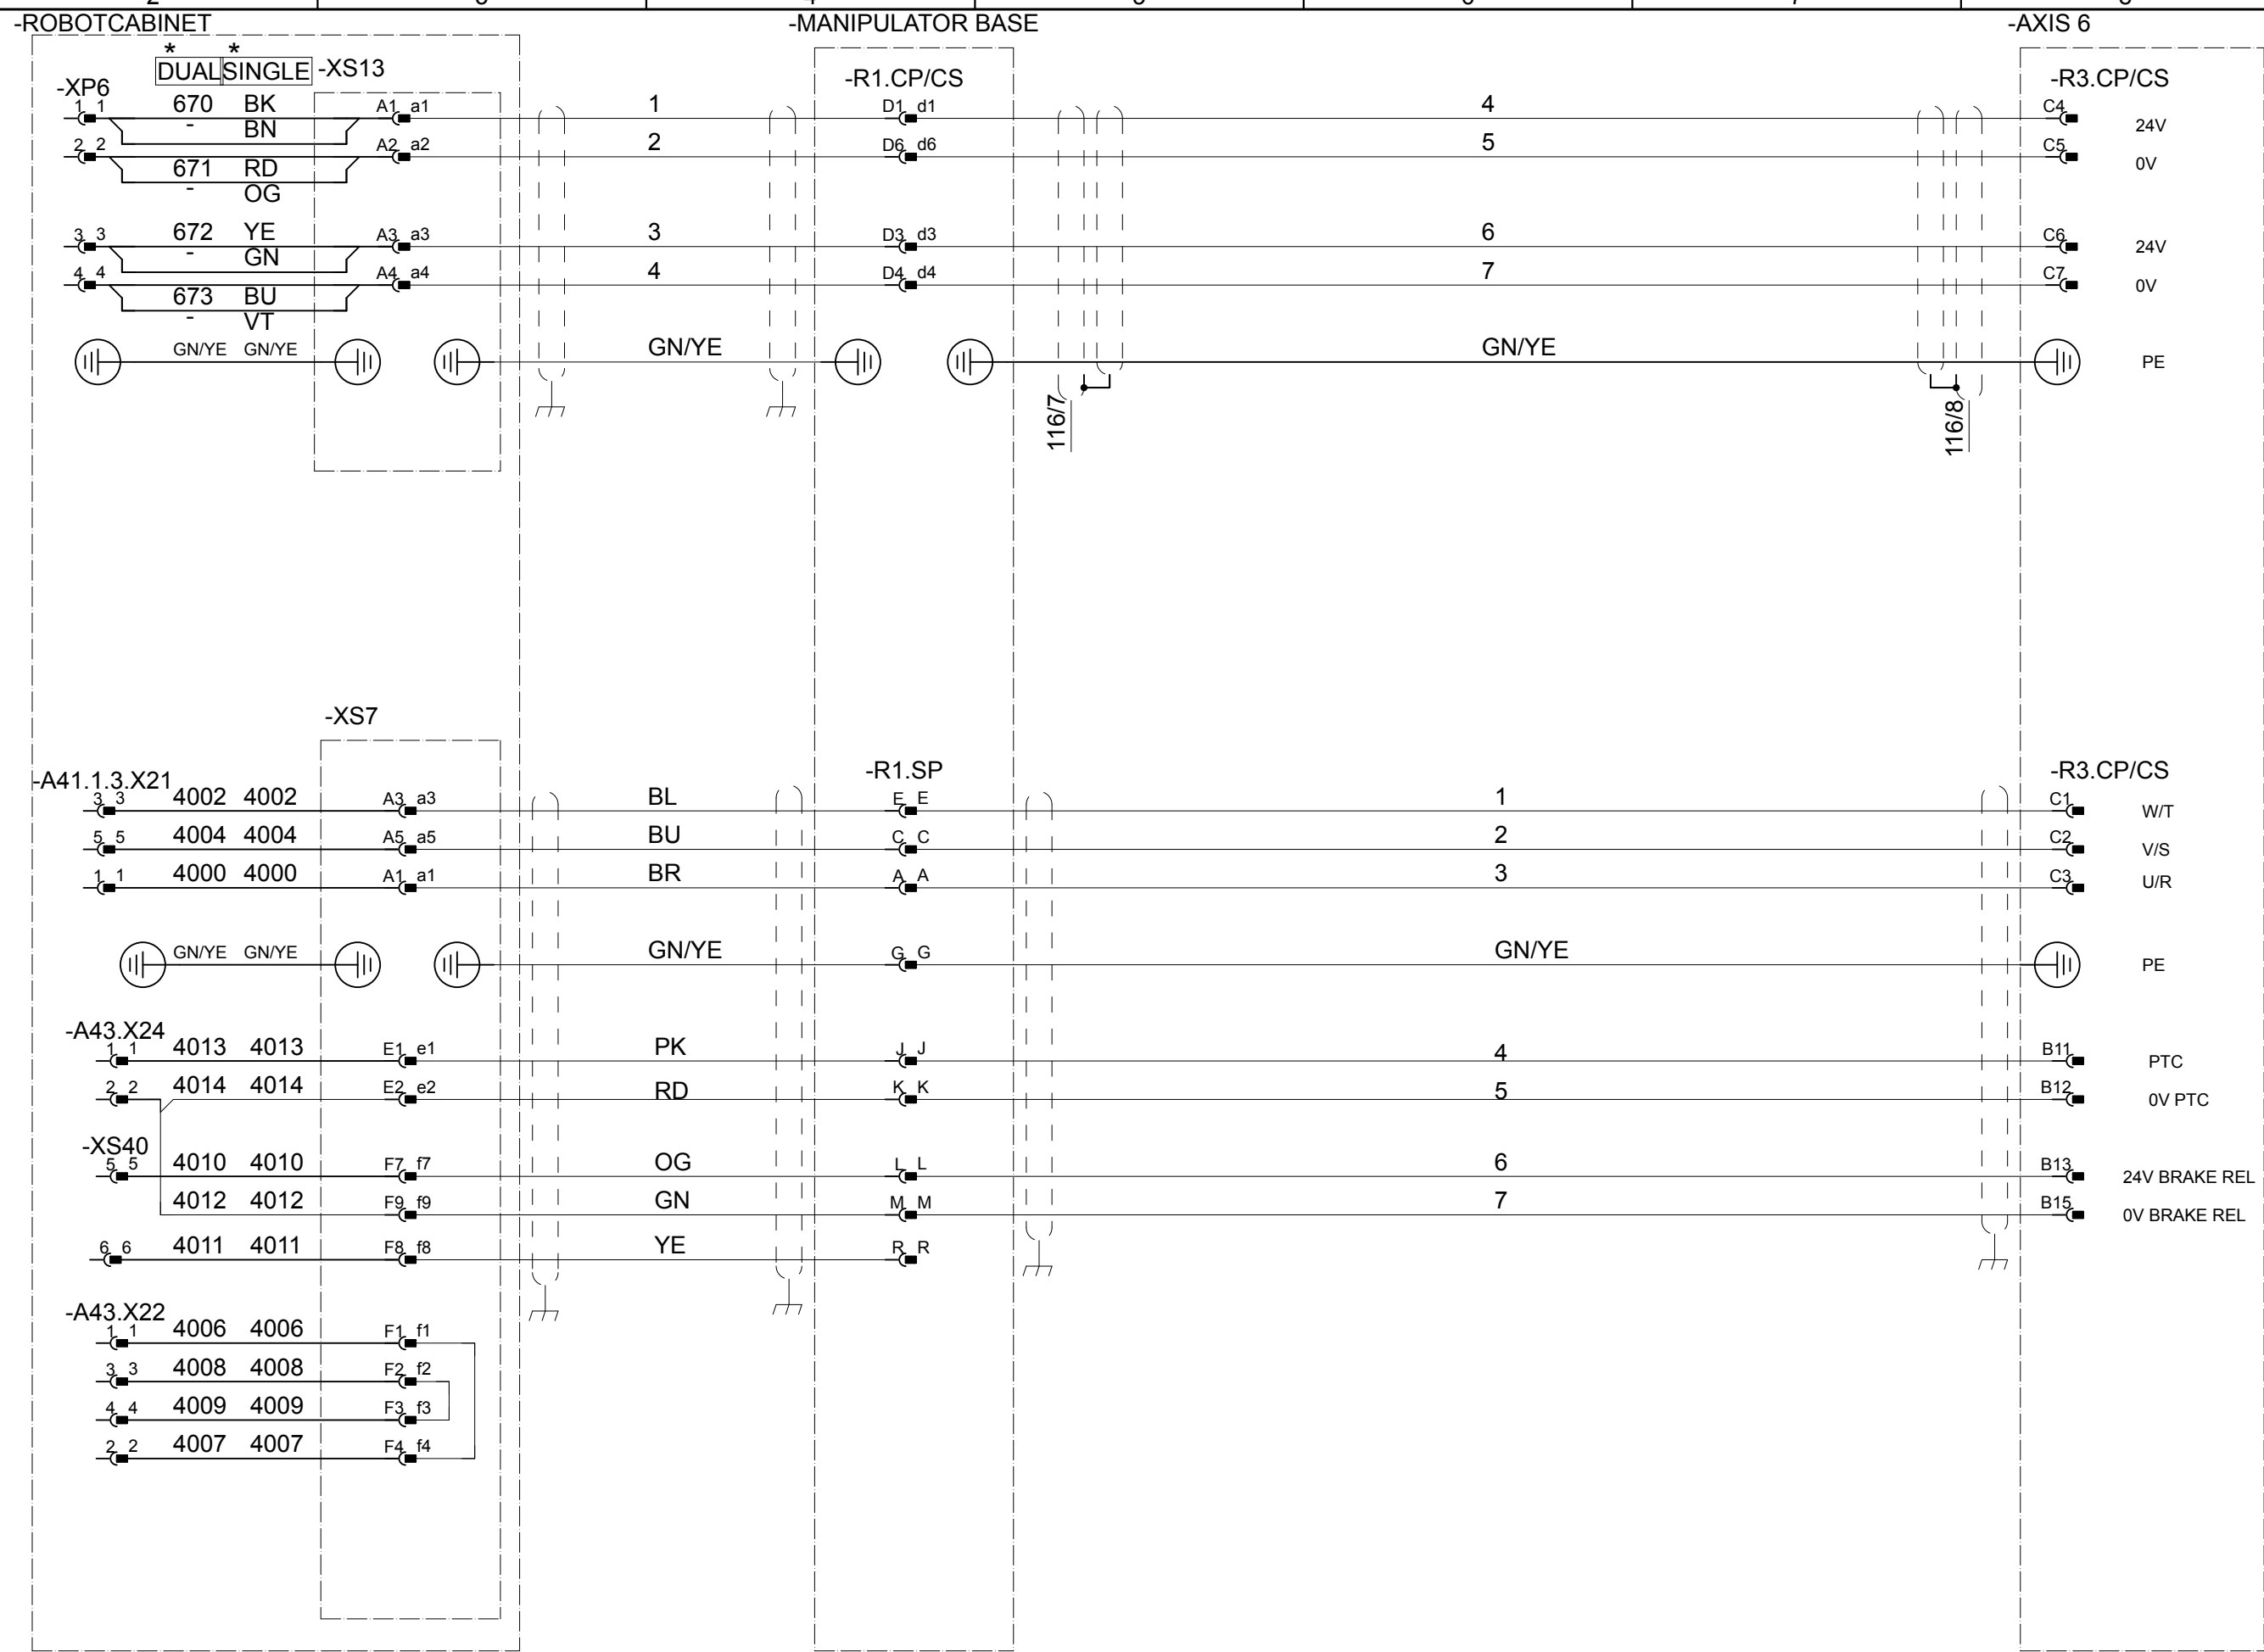 -ROBOTCABINET -MANIPULATOR BASE -AXIS 6
* *
DUAL SINGLE -XS13 -R1.CP/CS -R3.CP/CS
-XP6
1 1 670 BK A1 a1 1 D1 d1 4 C4
- BN 24V
2 2 A2 a2 2 D6 d6 5 C5
671 RD 0V
- OG
3 3 672 YE A3 a3 3 D3 d3 6 C6
- GN 24V
4 4 A4 a4 4 D4 d4 7 C7
673 BU 0V
- VT
GN/YE GN/YE GN/YE GN/YE PE
116/7 116/8
-XS7
-A41.1.3.X21 -R1.SP -R3.CP/CS
3 3 4002 4002 A3 a3 BL E E 1 C1 W/T
5 5 4004 4004 A5 a5 BU C C 2 C2 V/S
1 1 4000 4000 A1 a1 BR A A 3 C3 U/R
GN/YE GN/YE GN/YE G G GN/YE PE
-A43.X24
1 1 4013 4013 E1 e1 PK J J 4 B11 PTC
2 2 4014 4014 E2 e2 RD K K 5 B12 0V PTC
-XS40
5 5 4010 4010 F7 f7 OG L L 6 B13 24V BRAKE REL
4012 4012 F9 f9 GN M M 7 B15 0V BRAKE REL
6 6 4011 4011 F8 f8 YE R R
-A43.X22
1 1 4006 4006 F1 f1
3 3 4008 4008 F2 f2
4 4 4009 4009 F3 f3
2 2 4007 4007 F4 f4